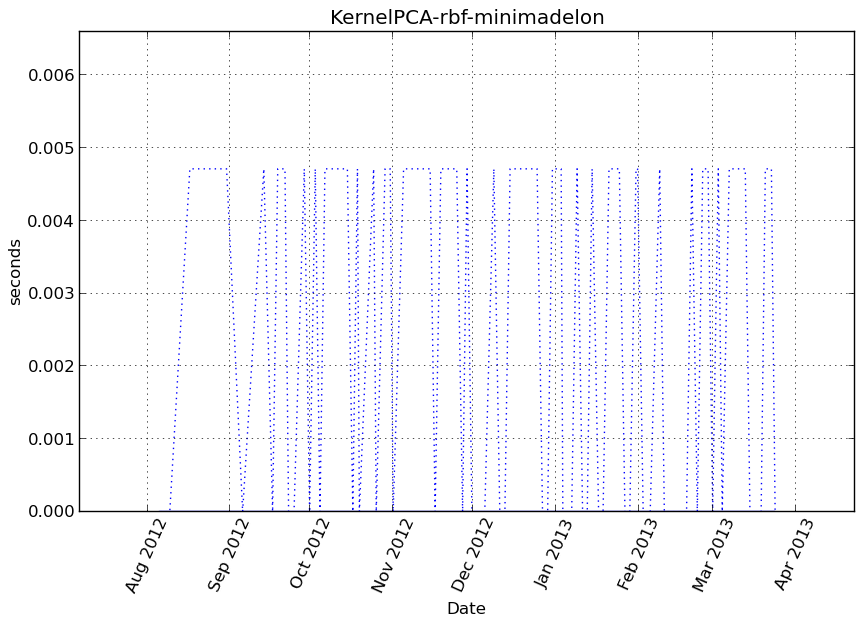 KernelPCA-rbf-minimadelon
0.006
0.005
0.004
0.003
0.002
0.001
0.000
seconds
Aug 2012
Sep 2012
Oct 2012
Nov 2012
Dec 2012
Jan 2013
Feb 2013
Mar 2013
Apr 2013
Date